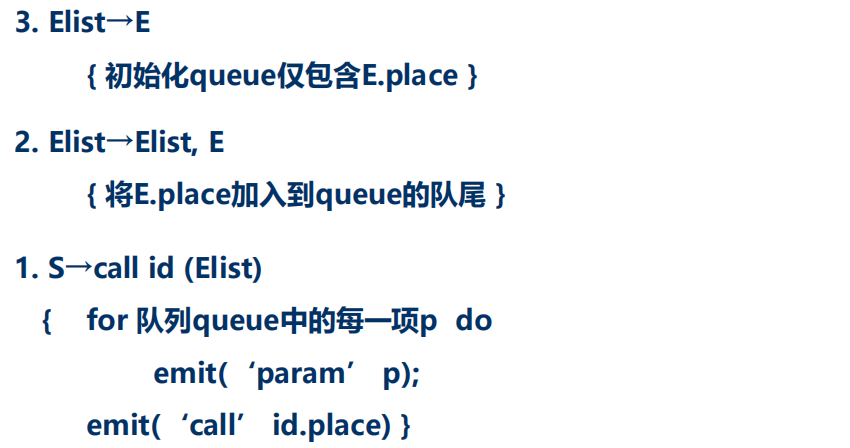 3. Elist→E
{ 初始化queue仅包含E.place }
2. Elist→Elist, E
{ 将E.place加入到queue的队尾 }
1. S→call id (Elist)
{ for 队列queue中的每一项p do
emit( ‘param’ p);
emit( ‘call’ id.place) }